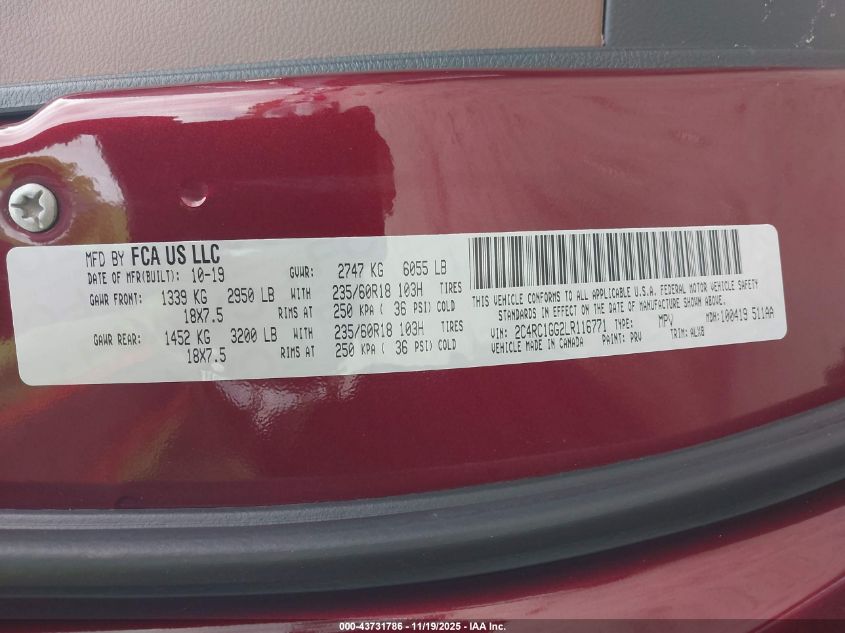 MFD BY FCA US LLC
DATE OF MFR(BUILT): 10-19 GVWR: 2747 KG 6055 LB
GAWR FRONT: 1339 KG 2950 LB WITH 235/60R18 103H TIRES
18X7.5 RIMS AT 250 KPA ( 36 PSI) COLD
GAWR REAR: 1452 KG 3200 LB WITH 235/60R18 103H TIRES
18X7.5 RIMS AT 250 KPA ( 36 PSI) COLD
THIS VEHICLE CONFORMS TO ALL APPLICABLE U.S.A. FEDERAL MOTOR VEHICLE SAFETY
STANDARDS IN EFFECT ON THE DATE OF MANUFACTURE SHOWN ABOVE.
VIN: 2C4RC1GG2LR116771 TYPE: MPV MDH: 100419 511AA
VEHICLE MADE IN CANADA PAINT: PRV TRIM: ALX8
000-43731786 - 11/19/2025 - IAA Inc.